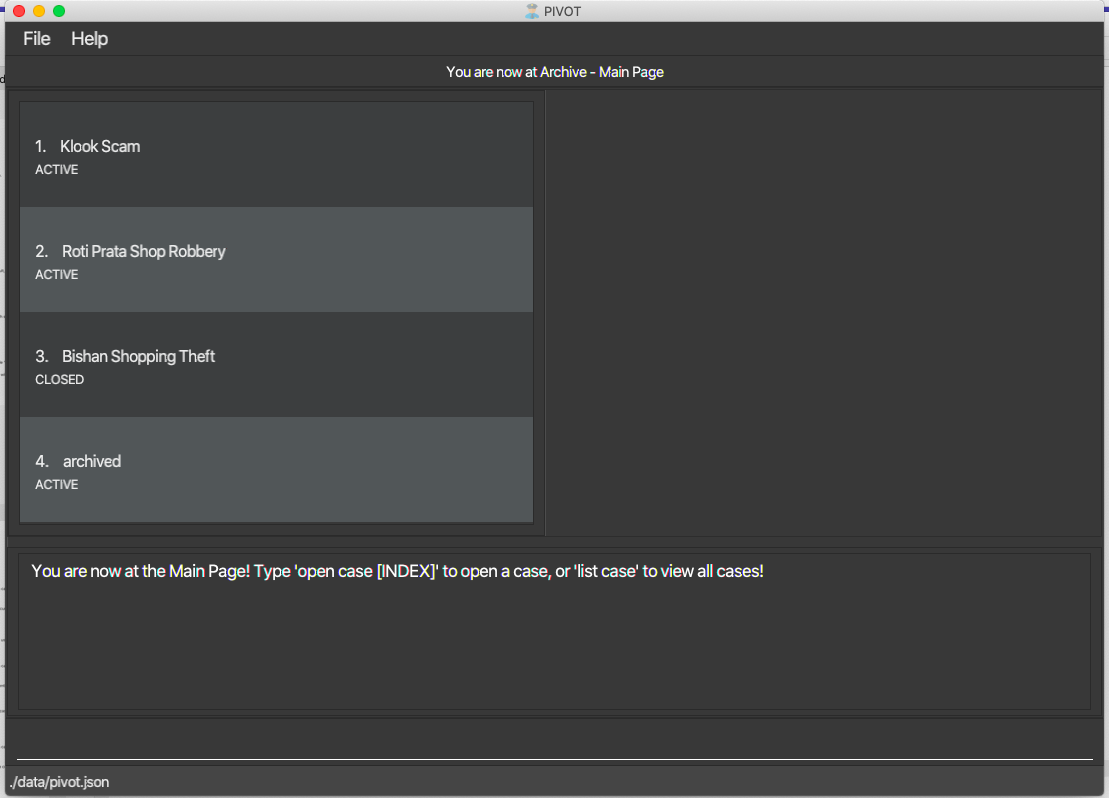 PIVOT
File Help
You are now at Archive - Main Page
1. Klook Scam
ACTIVE
2. Roti Prata Shop Robbery
ACTIVE
3. Bishan Shopping Theft
CLOSED
4. archived
ACTIVE
You are now at the Main Page! Type 'open case [INDEX]' to open a case, or 'list case' to view all cases!
./data/pivot.json